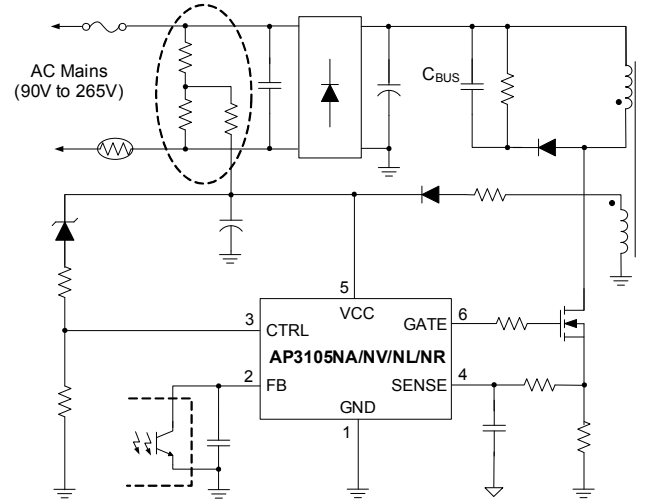 AC Mains
(90V to 265V)
CBUS
5
VCC
3
CTRL
GATE
6
AP3105NA/NV/NL/NR
2
FB
SENSE
4
GND
1